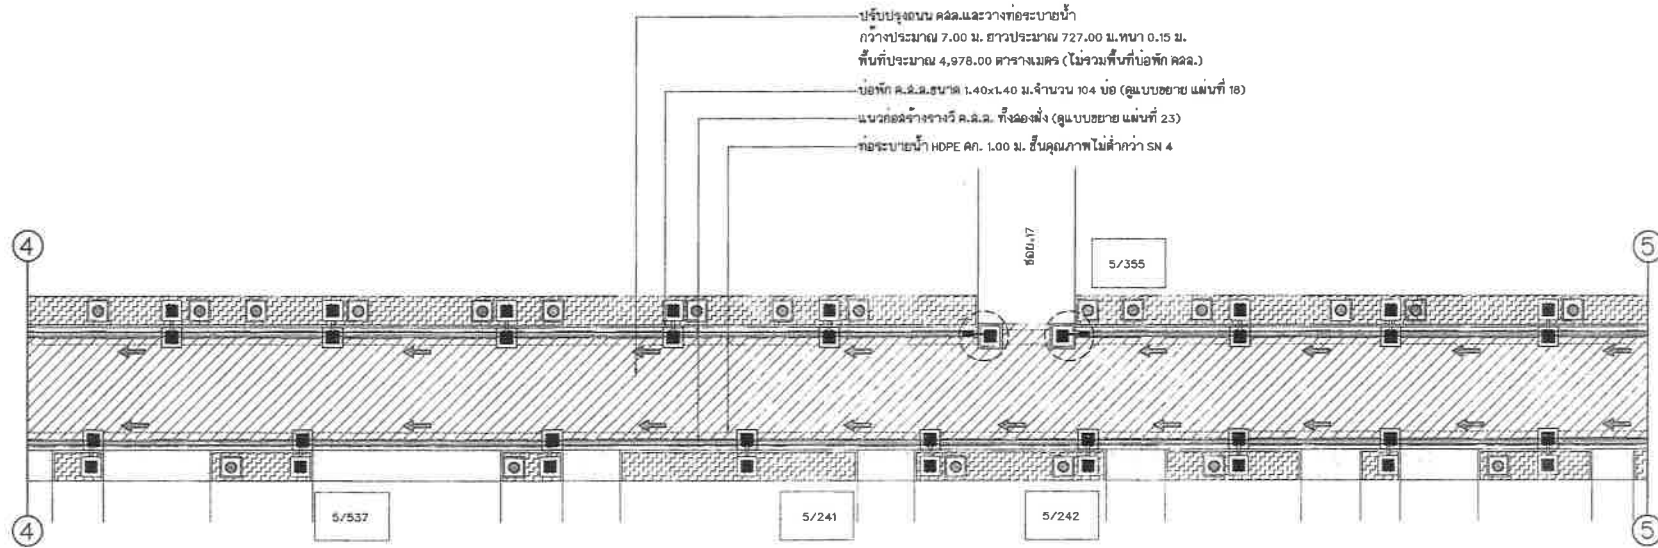 ปรับปรุงถนน คสล.และวางท่อระบายน้ำ
กว้างประมาณ 7.00 ม. ยาวประมาณ 727.00 ม.หนา 0.15 ม.
พื้นที่ประมาณ 4,978.00 ตารางเมตร (ไม่รวมพื้นที่บ่อพัก คสล.)
บ่อพัก ค.ส.ล.ขนาด 1.40x1.40 ม.จำนวน 104 บ่อ (ดูแบบขยาย แผ่นที่ 18)
แนวก่อสร้างรางวี ค.ส.ล. ทั้งสองฝั่ง (ดูแบบขยาย แผ่นที่ 23)
ท่อระบายน้ำ HDPE ศก. 1.00 ม. ชั้นคุณภาพไม่ต่ำกว่า SN 4
ซอย.17
4
5/355
5
4
5/537
5/241
5/242
5